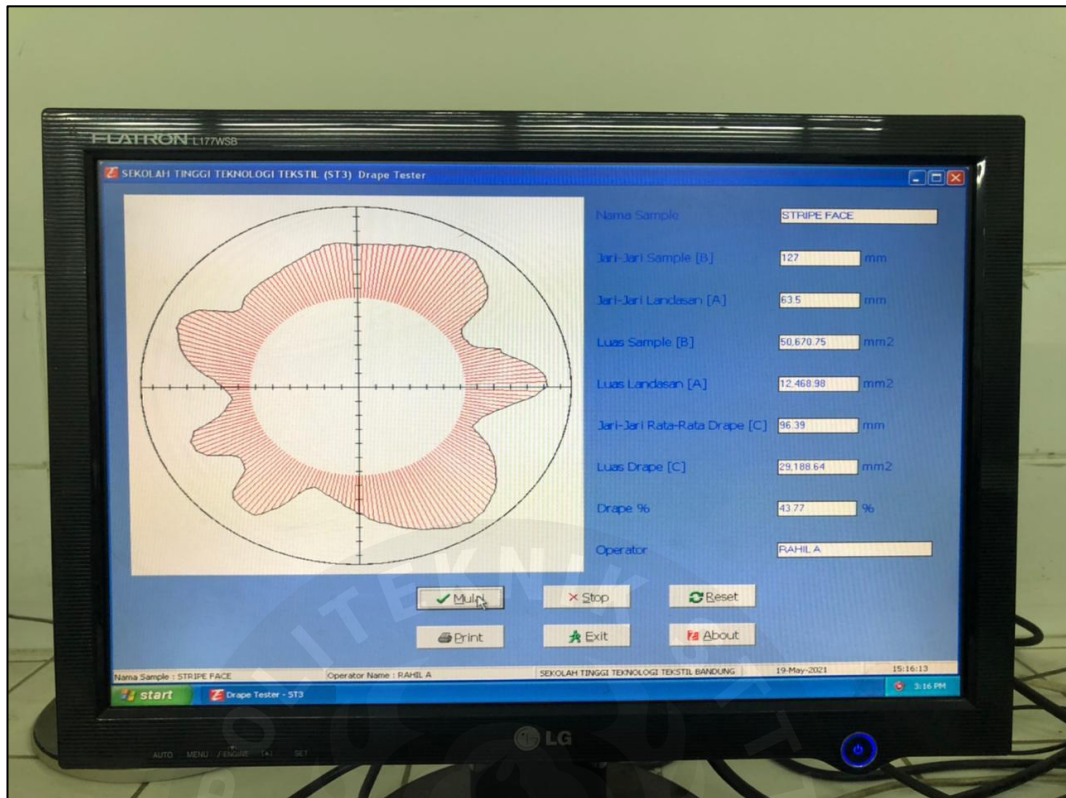 FLATRON L177WSB
SEKOLAH TINGGI TEKNOLOGI TEKSTIL (ST3) Drape Tester
Nama Sample STRIPE FACE
Jari-Jari Sample [B] 127 mm
Jari-Jari Landasan [A] 63.5 mm
Luas Sample [B] 50,670.75 mm2
Luas Landasan [A] 12,468.98 mm2
Jari-Jari Rata-Rata Drape [C] 96.39 mm
Luas Drape [C] 29,188.64 mm2
Drape % 43.77 %
Operator RAHIL A
Mulai Stop Reset
Print Exit About
Nama Sample : STRIPE FACE Operator Name : RAHIL A SEKOLAH TINGGI TEKNOLOGI TEKSTIL BANDUNG 19-May-2021 15:16:13
start Drape Tester - ST3 3:16 PM
LG
AUTO MENU SET
POLITEKNIK ST